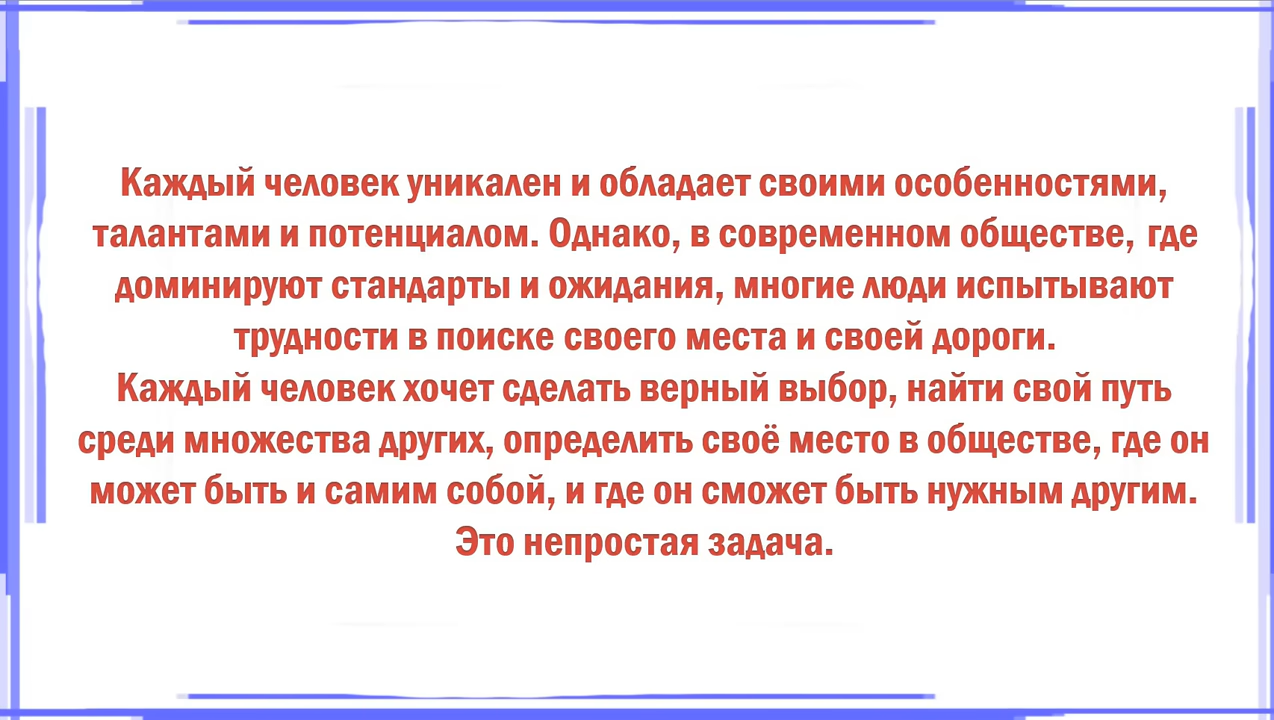 Каждый человек уникален и обладает своими особенностями,
талантами и потенциалом. Однако, в современном обществе, где
доминируют стандарты и ожидания, многие люди испытывают
трудности в поиске своего места и своей дороги.
Каждый человек хочет сделать верный выбор, найти свой путь
среди множества других, определить своё место в обществе, где он
может быть и самим собой, и где он сможет быть нужным другим.
Это непростая задача.